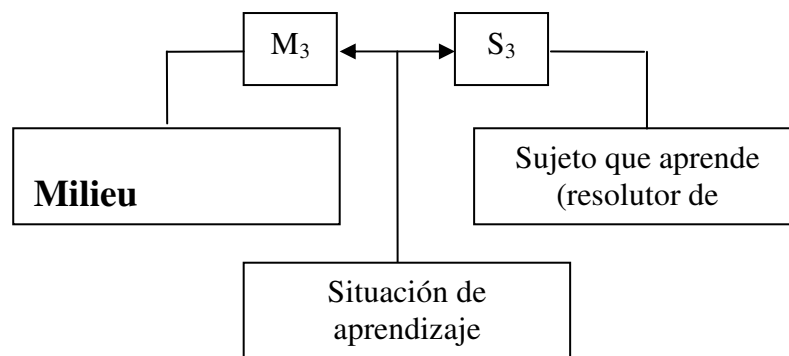 M₃
S₃
Milieu
Sujeto que aprende
(resolutor de
Situación de
aprendizaje